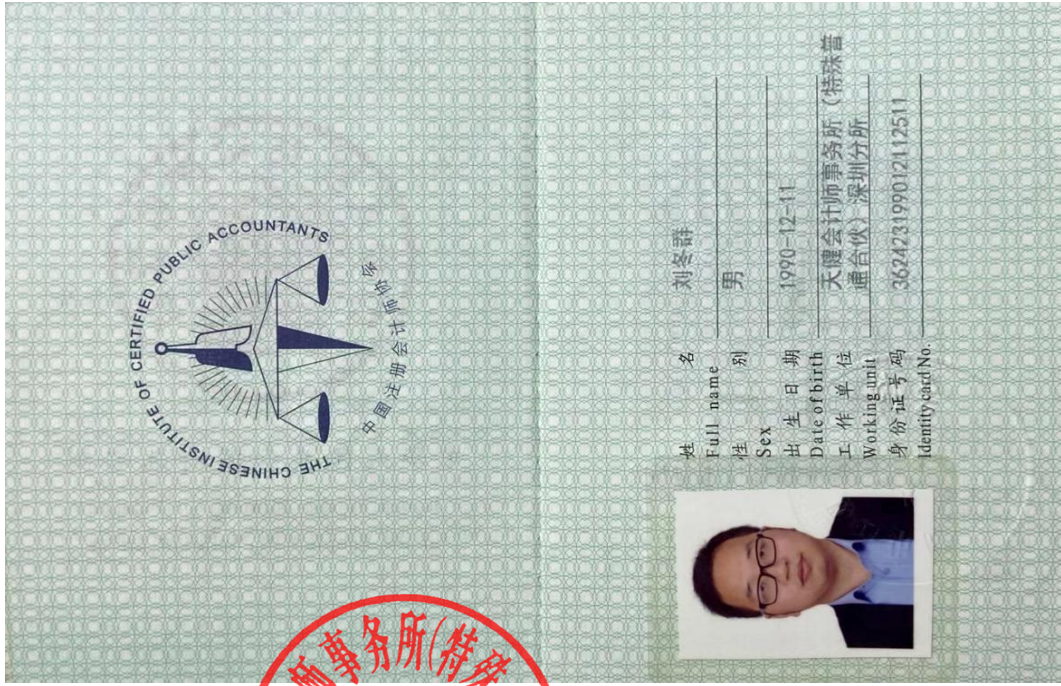 THE CHINESE INSTITUTE OF CERTIFIED PUBLIC ACCOUNTANTS
中国注册会计师协会
姓 名 刘冬群
Full name
性 别 男
Sex
出生日期 1990-12-11
Date of birth
工作单位 天健会计师事务所（特殊普
Working unit 通合伙）深圳分所
身份证号码 362423199012112511
Identity card No.
师事务所(特殊